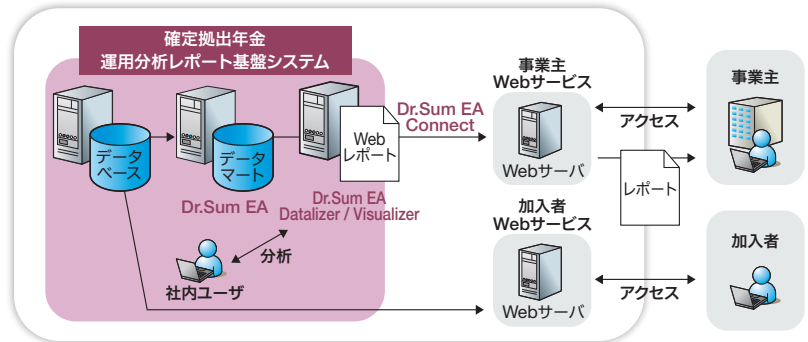 確定拠出年金
運用分析レポート基盤システム
データ
ベース
データ
マート
Dr.Sum EA
Web
レポート
Dr.Sum EA
Datalizer / Visualizer
分析
社内ユーザ
Dr.Sum EA
Connect
事業主
Webサービス
Webサーバ
アクセス
レポート
事業主
加入者
Webサービス
Webサーバ
アクセス
加入者